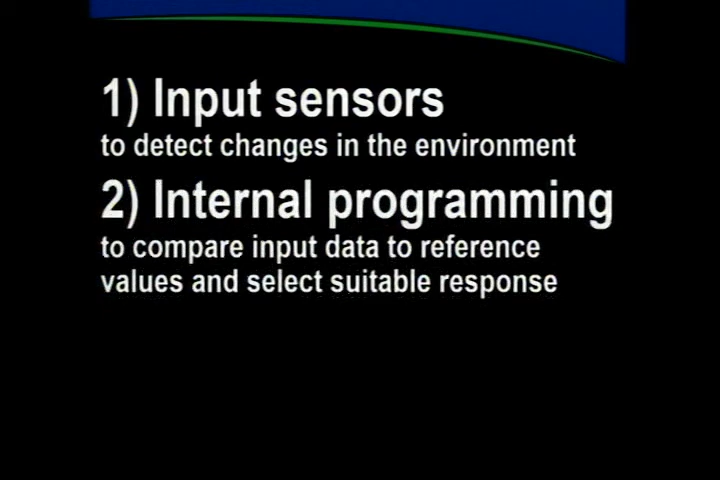 1) Input sensors
to detect changes in the environment
2) Internal programming
to compare input data to reference
values and select suitable response